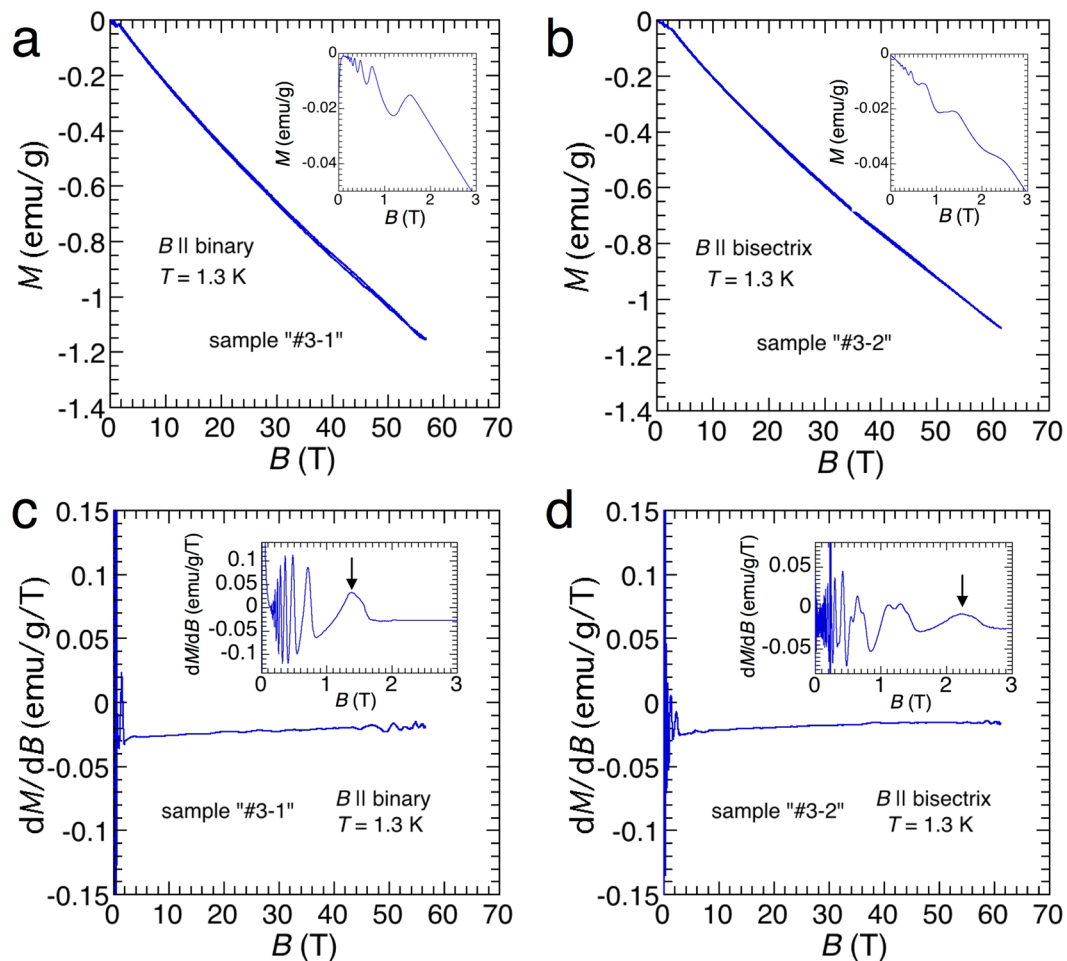 a
0
-0.2
-0.4
-0.6
-0.8
-1
-1.2
-1.4
M (emu/g)
0 10 20 30 40 50 60 70
B (T)
B || binary
T = 1.3 K
sample "#3-1"
0
-0.02
-0.04
M (emu/g)
0 1 2 3
B (T)
b
0
-0.2
-0.4
-0.6
-0.8
-1
-1.2
-1.4
M (emu/g)
0 10 20 30 40 50 60 70
B (T)
B || bisectrix
T = 1.3 K
sample "#3-2"
0
-0.02
-0.04
M (emu/g)
0 1 2 3
B (T)
c
0.15
0.1
0.05
0
-0.05
-0.1
-0.15
dM/dB (emu/g/T)
0 10 20 30 40 50 60 70
B (T)
sample "#3-1"
B || binary
T = 1.3 K
0.1
0.05
0
-0.05
-0.1
dM/dB (emu/g/T)
0 1 2 3
B (T)
d
0.15
0.1
0.05
0
-0.05
-0.1
-0.15
dM/dB (emu/g/T)
0 10 20 30 40 50 60 70
B (T)
sample "#3-2"
B || bisectrix
T = 1.3 K
0.05
0
-0.05
dM/dB (emu/g/T)
0 1 2 3
B (T)